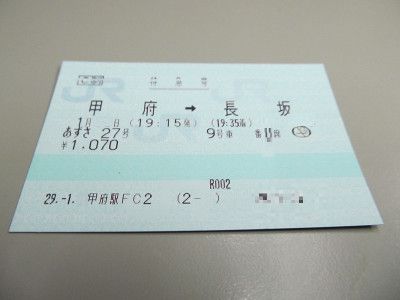 甲府 → 長坂
1月 日 (19:15発) (19:35着)
あずさ 27号 9号車 番 席
¥1,070
R002
29.-1. 甲府駅FC2 (2- )